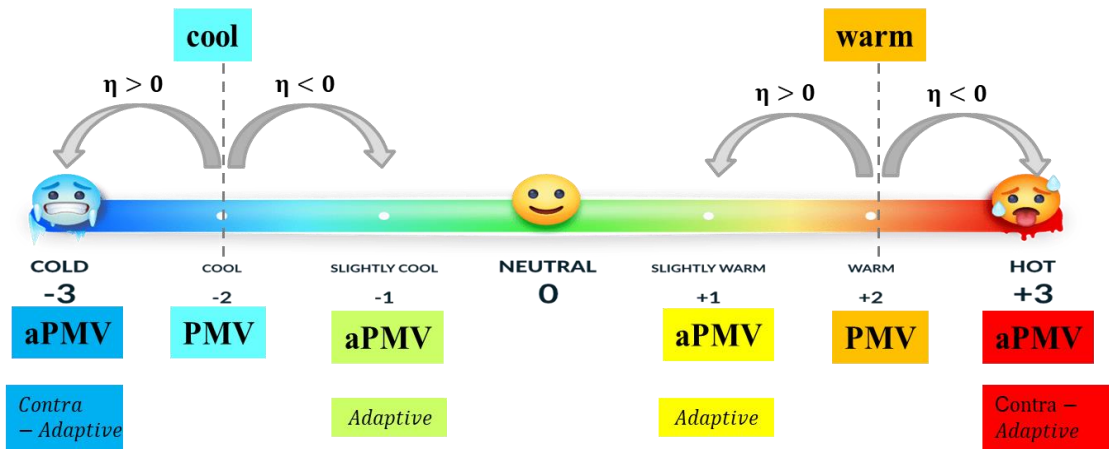 cool
warm
η > 0
η < 0
η > 0
η < 0
COLD
COOL
SLIGHTLY COOL
NEUTRAL
SLIGHTLY WARM
WARM
HOT
-3
-2
-1
0
+1
+2
+3
aPMV
PMV
aPMV
aPMV
PMV
aPMV
Contra
– Adaptive
Adaptive
Adaptive
Contra –
Adaptive